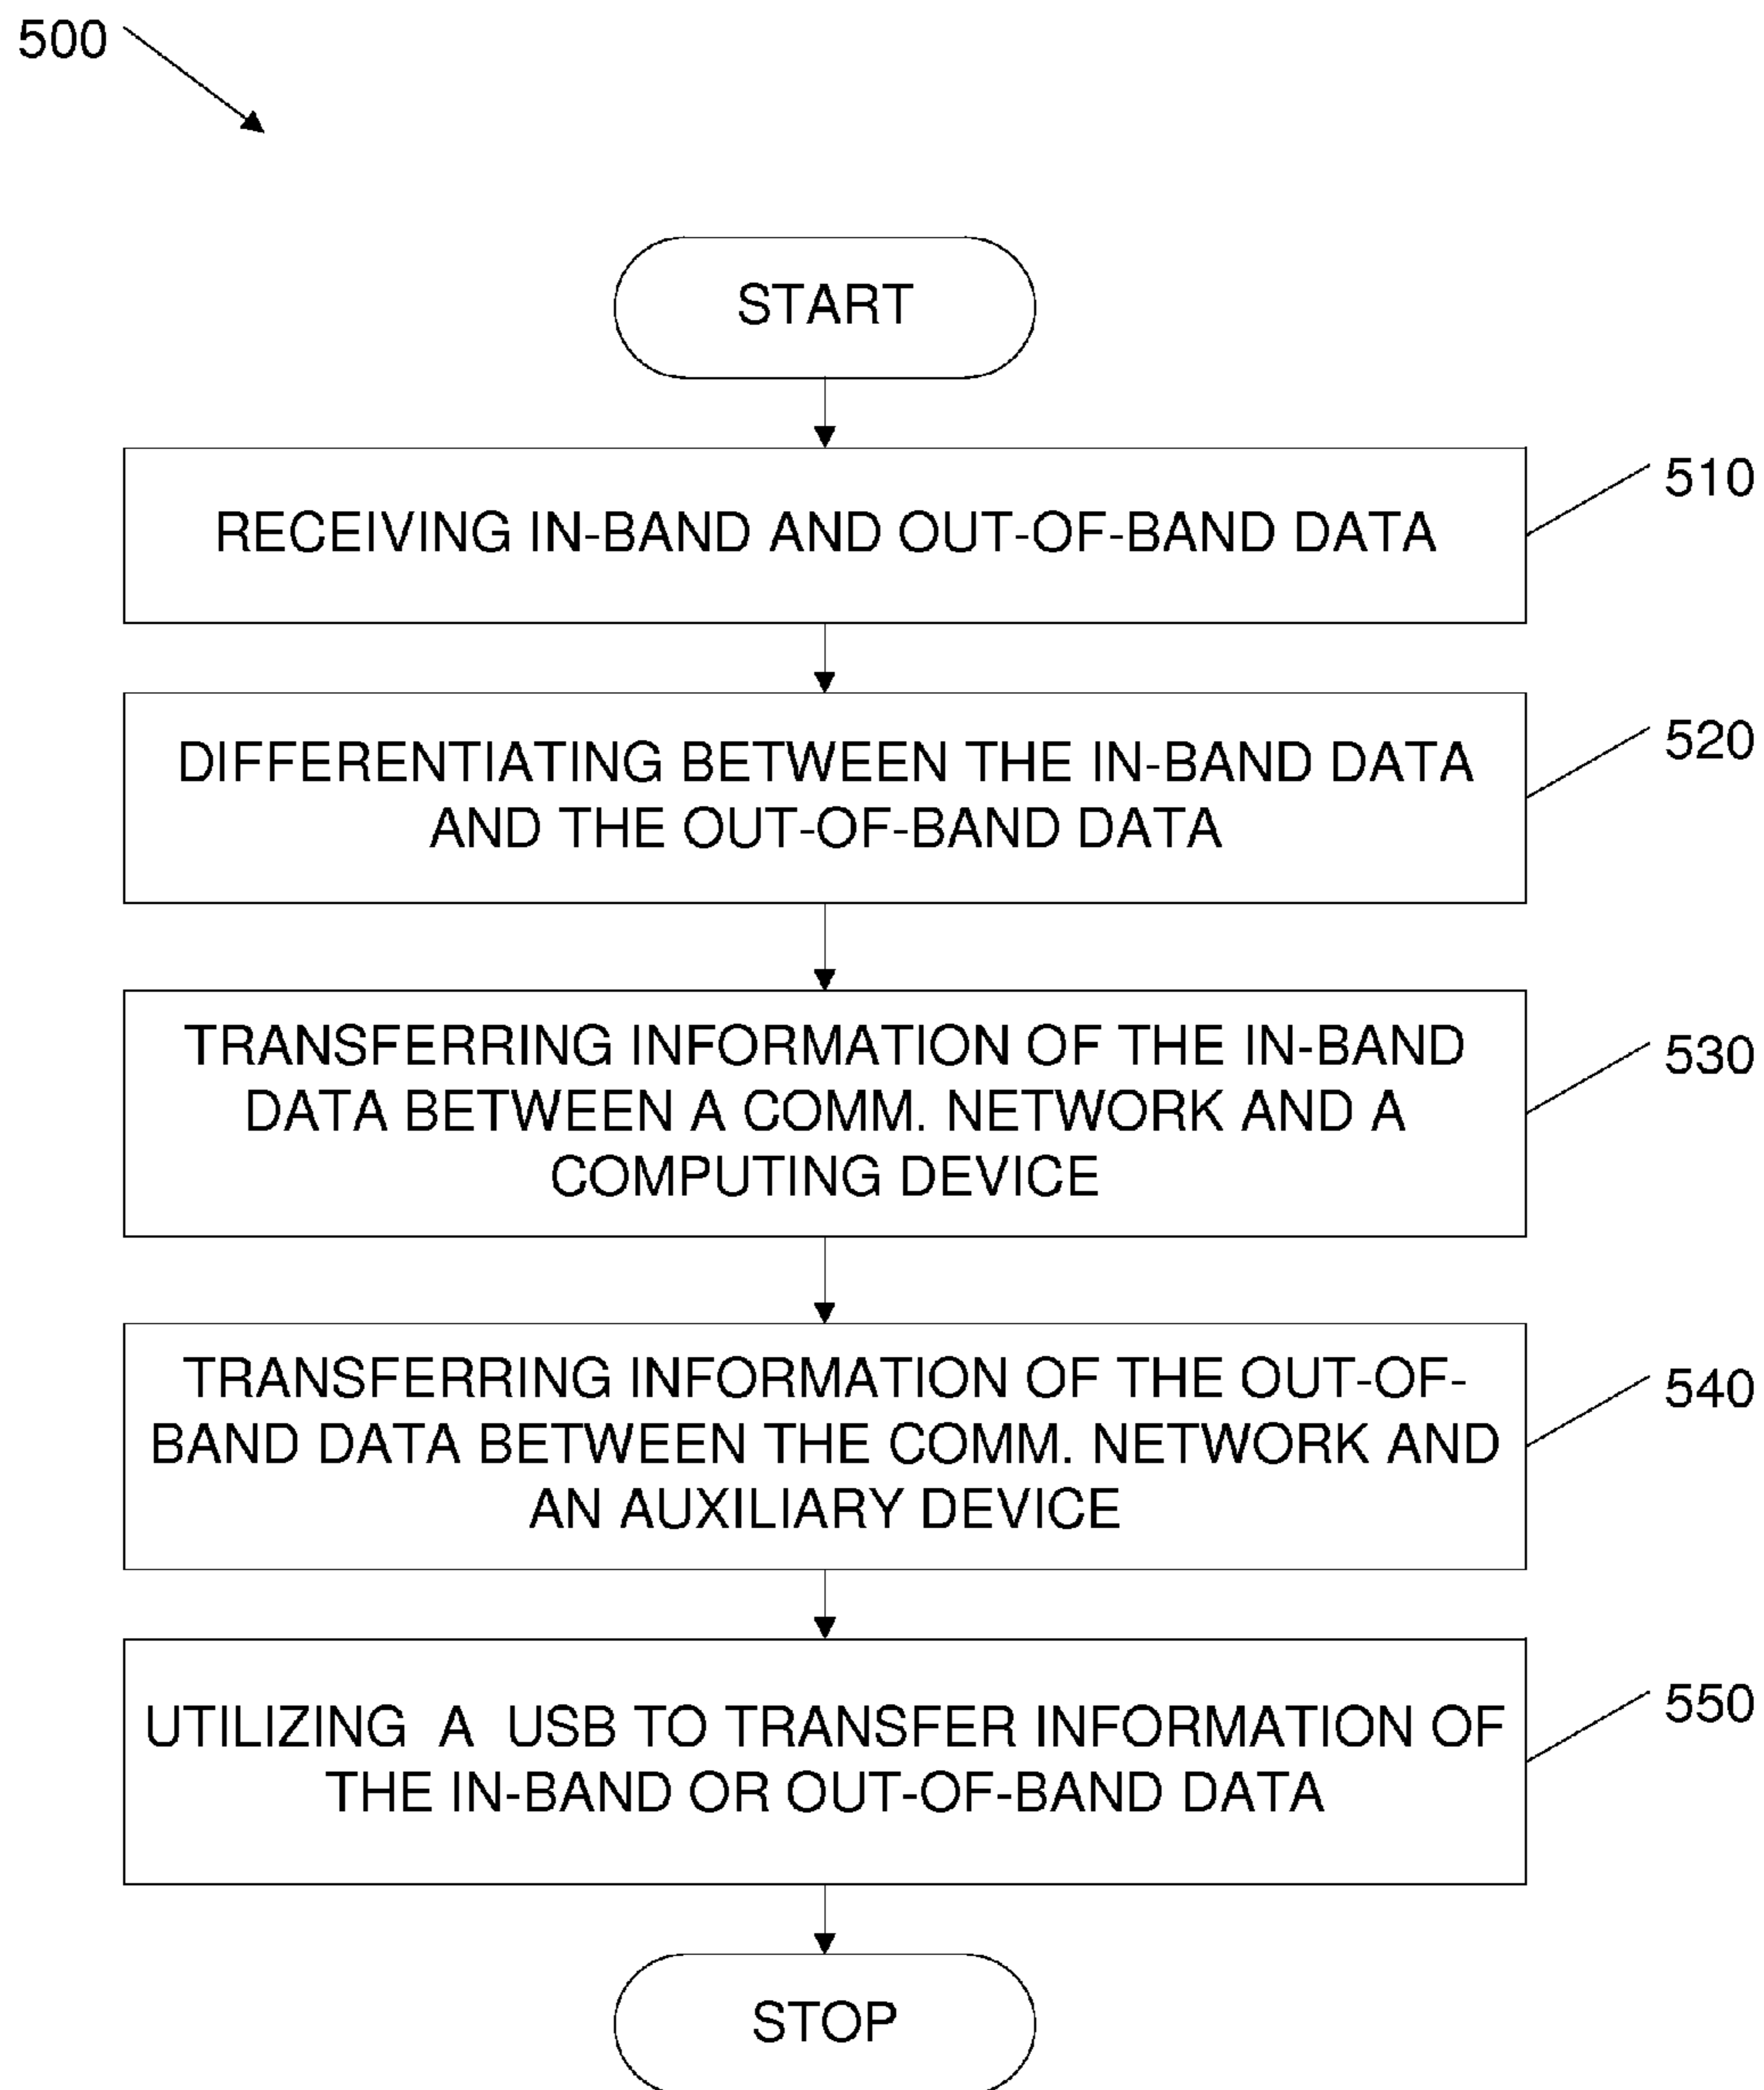 500
START
RECEIVING IN-BAND AND OUT-OF-BAND DATA
510
DIFFERENTIATING BETWEEN THE IN-BAND DATA
AND THE OUT-OF-BAND DATA
520
TRANSFERRING INFORMATION OF THE IN-BAND
DATA BETWEEN A COMM. NETWORK AND A
COMPUTING DEVICE
530
TRANSFERRING INFORMATION OF THE OUT-OF-
BAND DATA BETWEEN THE COMM. NETWORK AND
AN AUXILIARY DEVICE
540
UTILIZING A USB TO TRANSFER INFORMATION OF
THE IN-BAND OR OUT-OF-BAND DATA
550
STOP